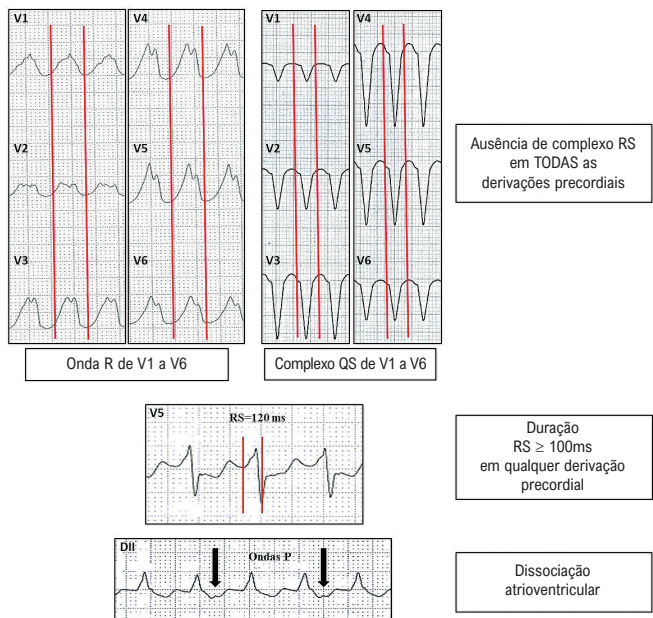 V1
V4
V2
V5
V3
V6
Onda R de V1 a V6
V1
V4
V2
V5
V3
V6
Complexo QS de V1 a V6
Ausência de complexo RS
em TODAS as
derivações precordiais
V5
RS=120 ms
Duração
RS ≥ 100ms
em qualquer derivação
precordial
DII
Ondas P
Dissociação
atrioventricular